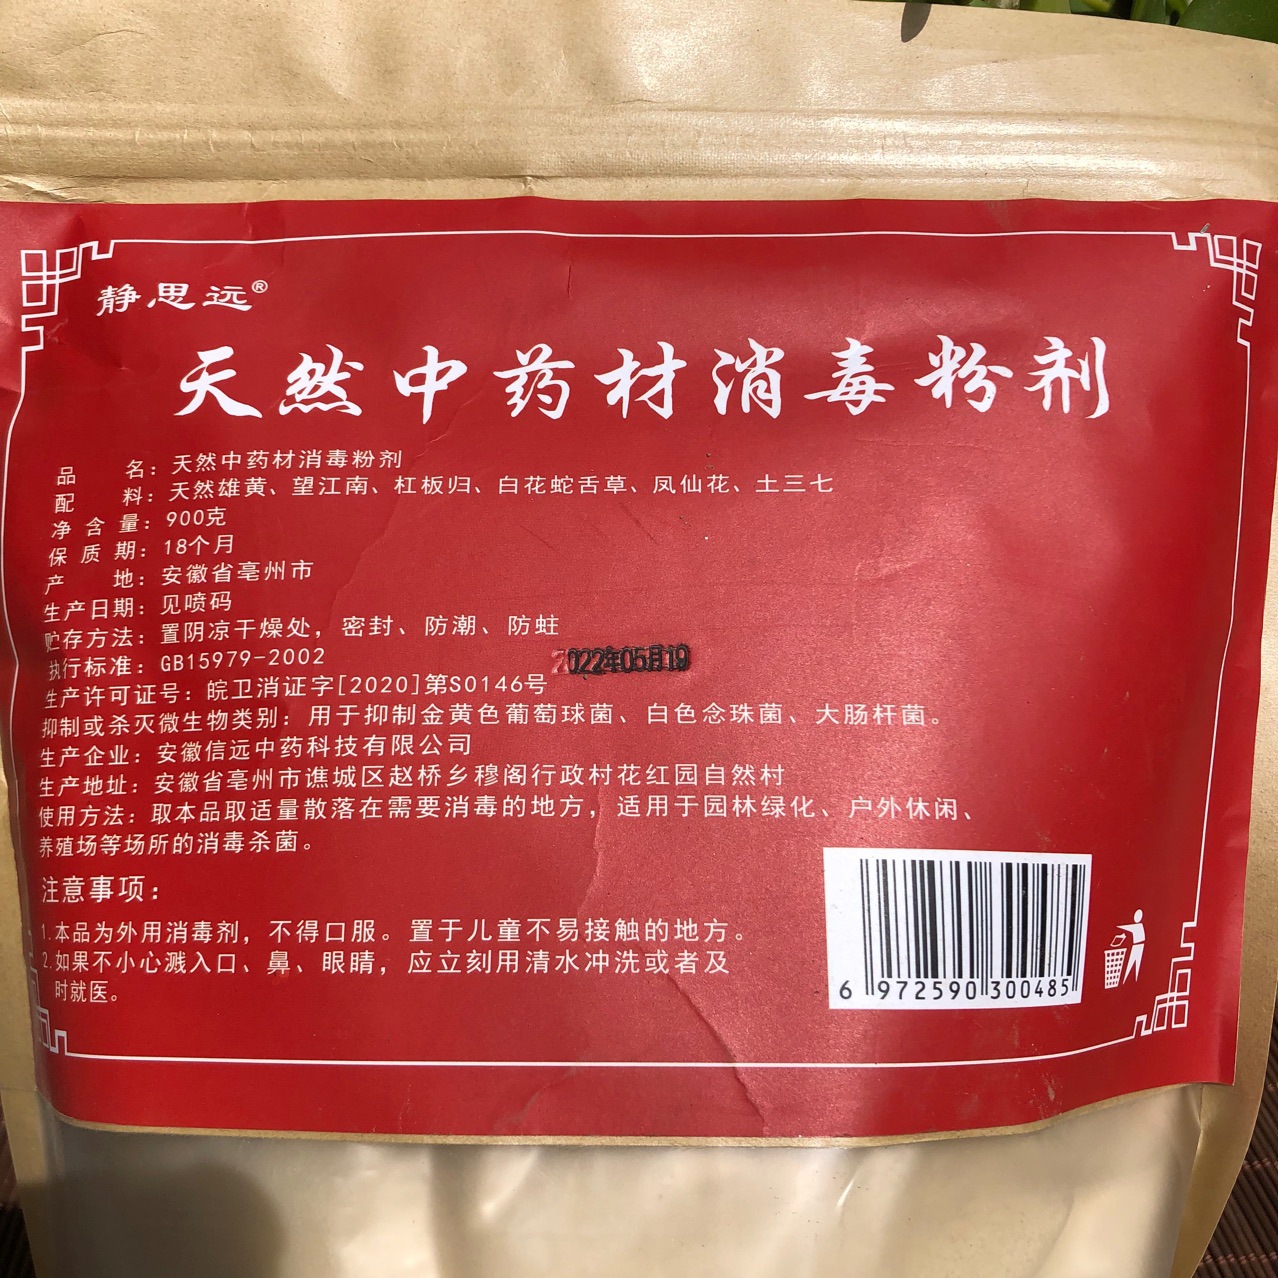 静思远®
天然中药材消毒粉剂
品 名：天然中药材消毒粉剂
配 料：天然雄黄、望江南、杠板归、白花蛇舌草、凤仙花、土三七
净 含 量：900克
保 质 期：18个月
产 地：安徽省亳州市
生产日期：见喷码
贮存方法：置阴凉干燥处，密封、防潮、防蛀
执行标准：GB15979-2002
2022年05月19
生产许可证号：皖卫消证字[2020]第S0146号
抑制或杀灭微生物类别：用于抑制金黄色葡萄球菌、白色念珠菌、大肠杆菌。
生产企业：安徽信远中药科技有限公司
生产地址：安徽省亳州市谯城区赵桥乡穆阁行政村花红园自然村
使用方法：取本品取适量散落在需要消毒的地方，适用于园林绿化、户外休闲、
养殖场等场所的消毒杀菌。
注意事项：
1.本品为外用消毒剂，不得口服。置于儿童不易接触的地方。
2.如果不小心溅入口、鼻、眼睛，应立刻用清水冲洗或者及
时就医。
6 972590 300485